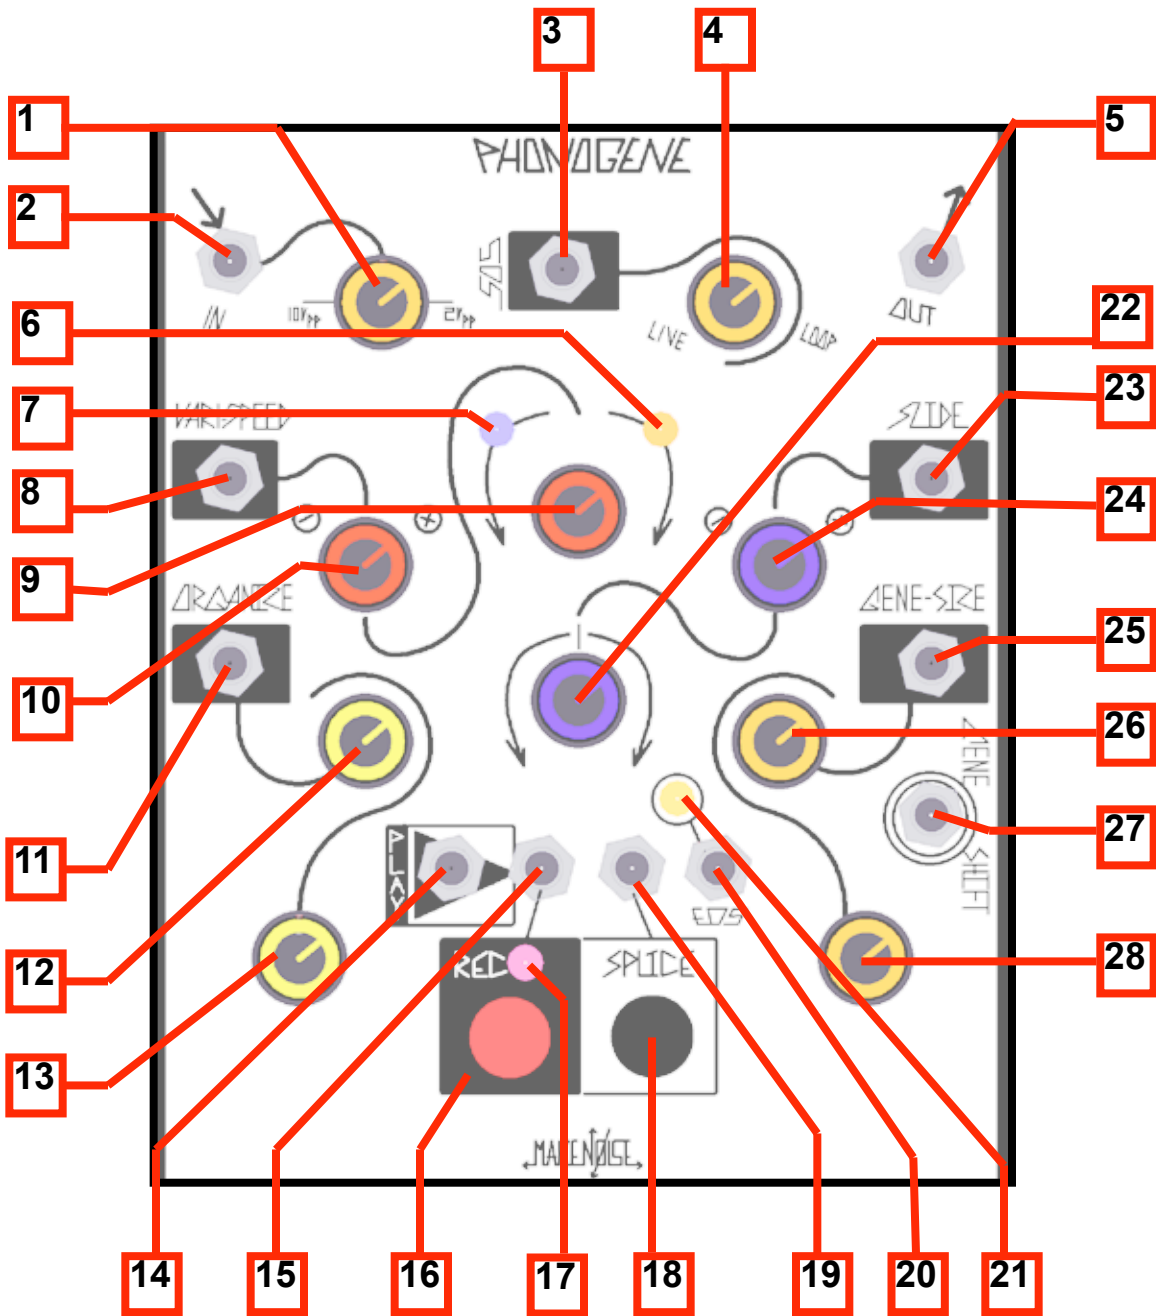 3
4
1
5
PHONOGENE
2
SOS
IN
10VPP
2VPP
LIVE
LOOP
OUT
22
6
23
7
VARISPEED
SLIDE
8
24
9
ORGANIZE
GENE-SIZE
25
10
26
GENE
SHIFT
27
11
PLAY
EOS
12
REC
SPLICE
28
13
MAKENOISE
14
15
16
17
18
19
20
21